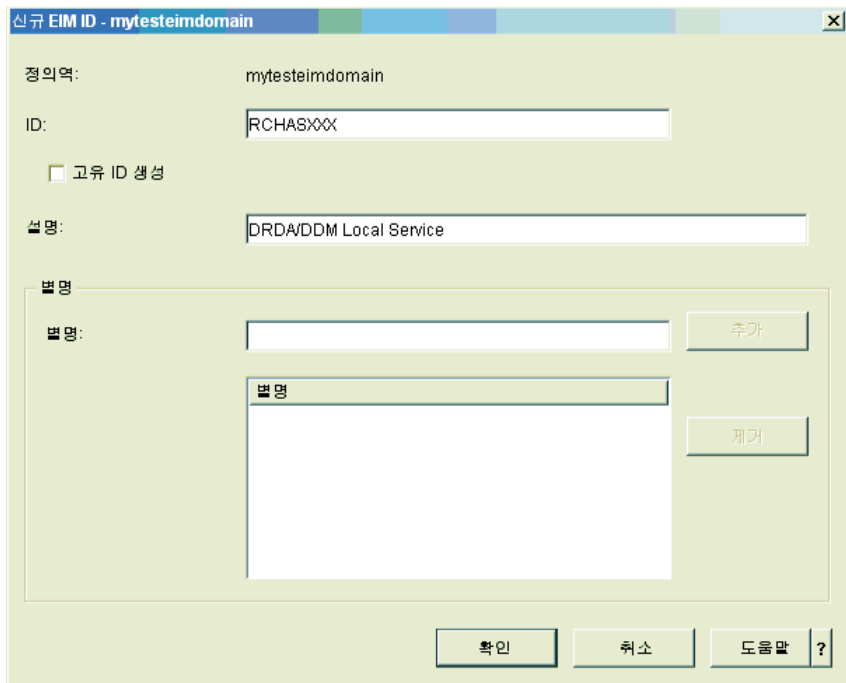 신규 EIM ID - mytesteimdomain
정의역: mytesteimdomain
ID: RCHASXXX
고유 ID 생성
설명: DRDA/DDM Local Service
별명
별명: 추가
별명
제거
확인 취소 도움말 ?